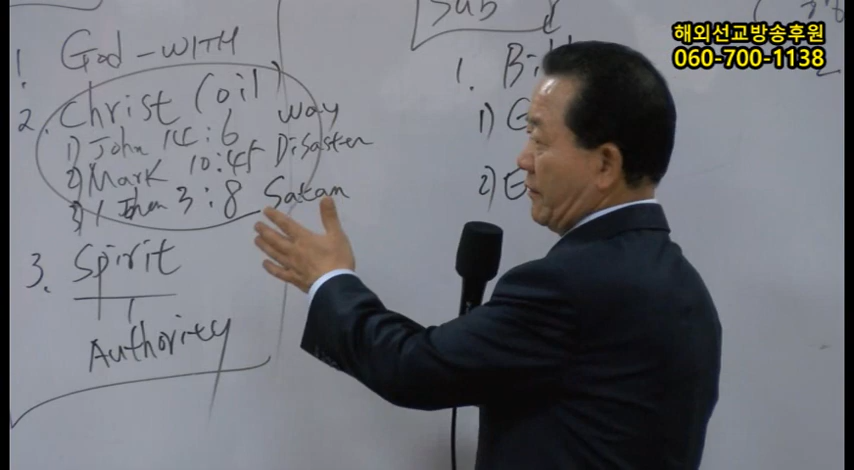 Sub
해외선교방송후원
060-700-1138
1. God - WITH
2. Christ (oil)
1) John 14:6 way
2) Mark 10:45 Disaster
3) 1 John 3:8 Satan
3. Spirit
Authority
1.
1)
2)